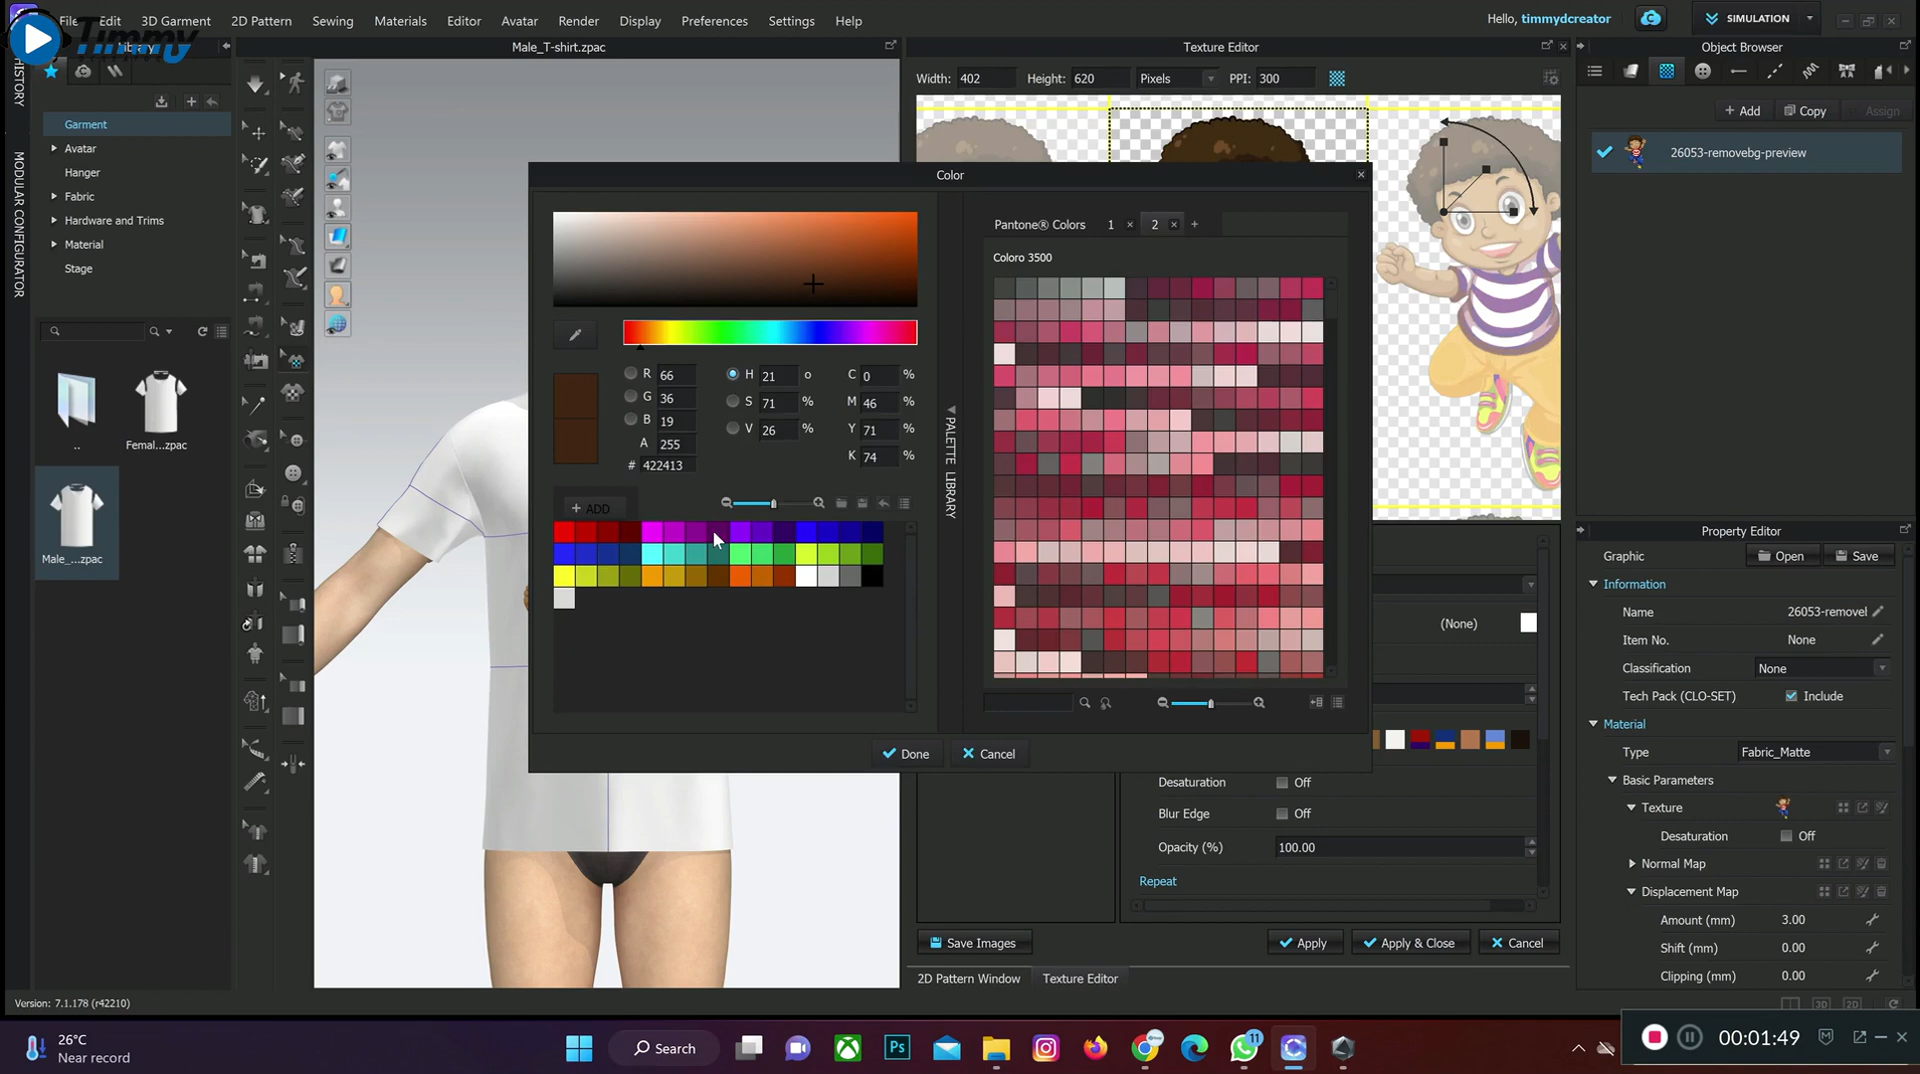 File Edit 3D Garment 2D Pattern Sewing Materials Editor Avatar Render Display Preferences Settings Help
Hello, timmydcreator
SIMULATION
Timmy
Library
Male_T-shirt.zpac
Texture Editor
Object Browser
HISTORY
MODULAR CONFIGURATOR
Width: 402 Height: 620 Pixels PPI: 300
+ Add Copy Assign
26053-removebg-preview
Garment
Avatar
Hanger
Fabric
Hardware and Trims
Material
Stage
..
Femal...zpac
Male_...zpac
Color
Pantone® Colors 1 2 +
Coloro 3500
R 66 H 21 o C 0 %
G 36 S 71 % M 46 %
B 19 V 26 % Y 71 %
A 255 K 74 %
# 422413
+ ADD
PALETTE LIBRARY
Done Cancel
(None)
Desaturation Off
Blur Edge Off
Opacity (%) 100.00
Repeat
Save Images Apply Apply & Close Cancel
2D Pattern Window Texture Editor
Property Editor
Graphic Open Save
Information
Name 26053-removel
Item No. None
Classification None
Tech Pack (CLO-SET) Include
Material
Type Fabric_Matte
Basic Parameters
Texture
Desaturation Off
Normal Map
Displacement Map
Amount (mm) 3.00
Shift (mm) 0.00
Clipping (mm) 0.00
Version: 7.1.178 (r42210)
3D 2D
26°C
Near record
Search
Ps
11
00:01:49